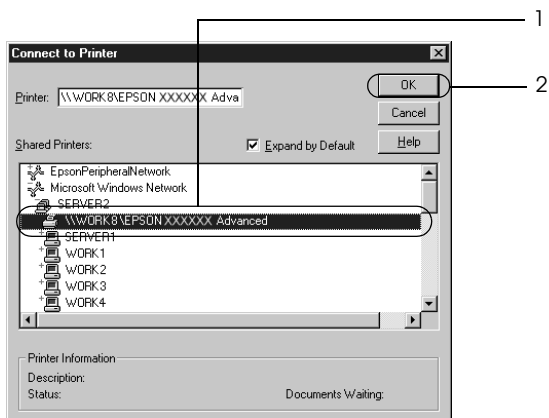 1
Connect to Printer
Printer: \\WORK8\EPSON XXXXXX Adva
OK
2
Cancel
Shared Printers:
Expand by Default
Help
EpsonPeripheralNetwork
Microsoft Windows Network
SERVER2
\\WORK8\EPSON XXXXXX Advanced
SERVER1
WORK1
WORK2
WORK3
WORK4
Printer Information
Description:
Status:
Documents Waiting: